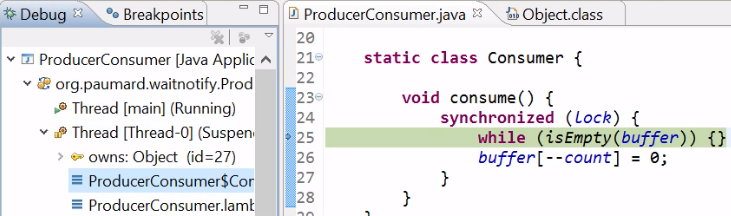 Debug
Breakpoints
ProducerConsumer [Java Applic
org.paumard.waitnotify.Prod
Thread [main] (Running)
Thread [Thread-0] (Suspen
owns: Object (id=27)
ProducerConsumer$Con
ProducerConsumer.lamb
ProducerConsumer.java
Object.class
20
21 static class Consumer {
22
23 void consume() {
24 synchronized (lock) {
25 while (isEmpty(buffer)) {}
26 buffer[--count] = 0;
27 }
28 }